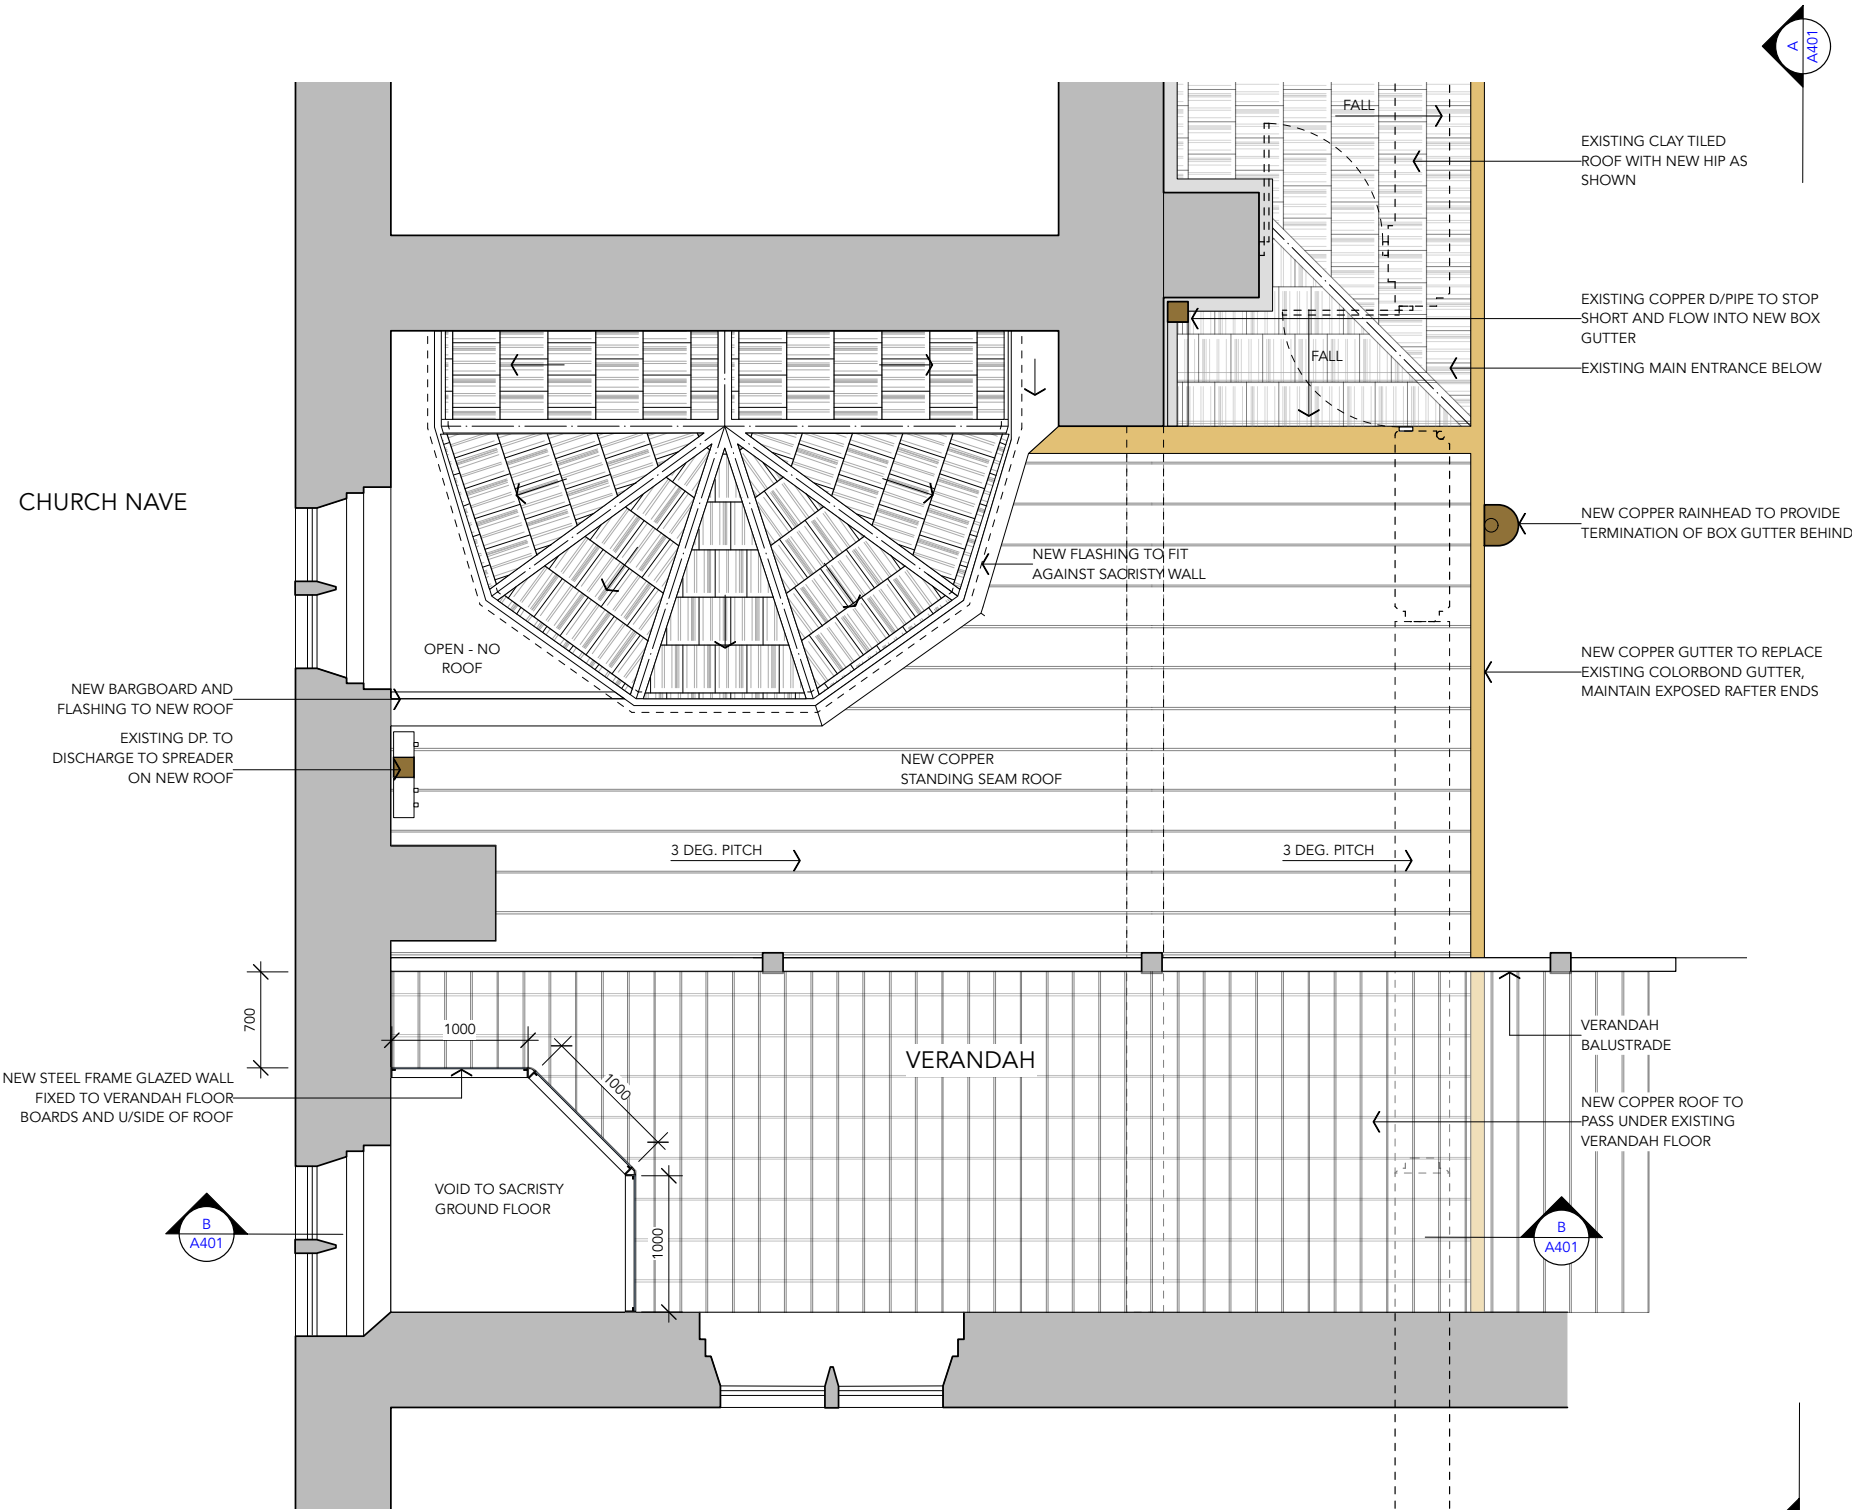 A
A401
FALL
EXISTING CLAY TILED
ROOF WITH NEW HIP AS
SHOWN
EXISTING COPPER D/PIPE TO STOP
SHORT AND FLOW INTO NEW BOX
GUTTER
FALL
EXISTING MAIN ENTRANCE BELOW
CHURCH NAVE
NEW COPPER RAINHEAD TO PROVIDE
TERMINATION OF BOX GUTTER BEHIND
NEW FLASHING TO FIT
AGAINST SACRISTY WALL
OPEN - NO
ROOF
NEW COPPER GUTTER TO REPLACE
EXISTING COLORBOND GUTTER,
MAINTAIN EXPOSED RAFTER ENDS
NEW BARGBOARD AND
FLASHING TO NEW ROOF
EXISTING DP. TO
DISCHARGE TO SPREADER
ON NEW ROOF
NEW COPPER
STANDING SEAM ROOF
3 DEG. PITCH
3 DEG. PITCH
700
1000
VERANDAH
VERANDAH
BALUSTRADE
NEW STEEL FRAME GLAZED WALL
FIXED TO VERANDAH FLOOR
BOARDS AND U/SIDE OF ROOF
1000
NEW COPPER ROOF TO
PASS UNDER EXISTING
VERANDAH FLOOR
VOID TO SACRISTY
GROUND FLOOR
1000
B
A401
B
A401